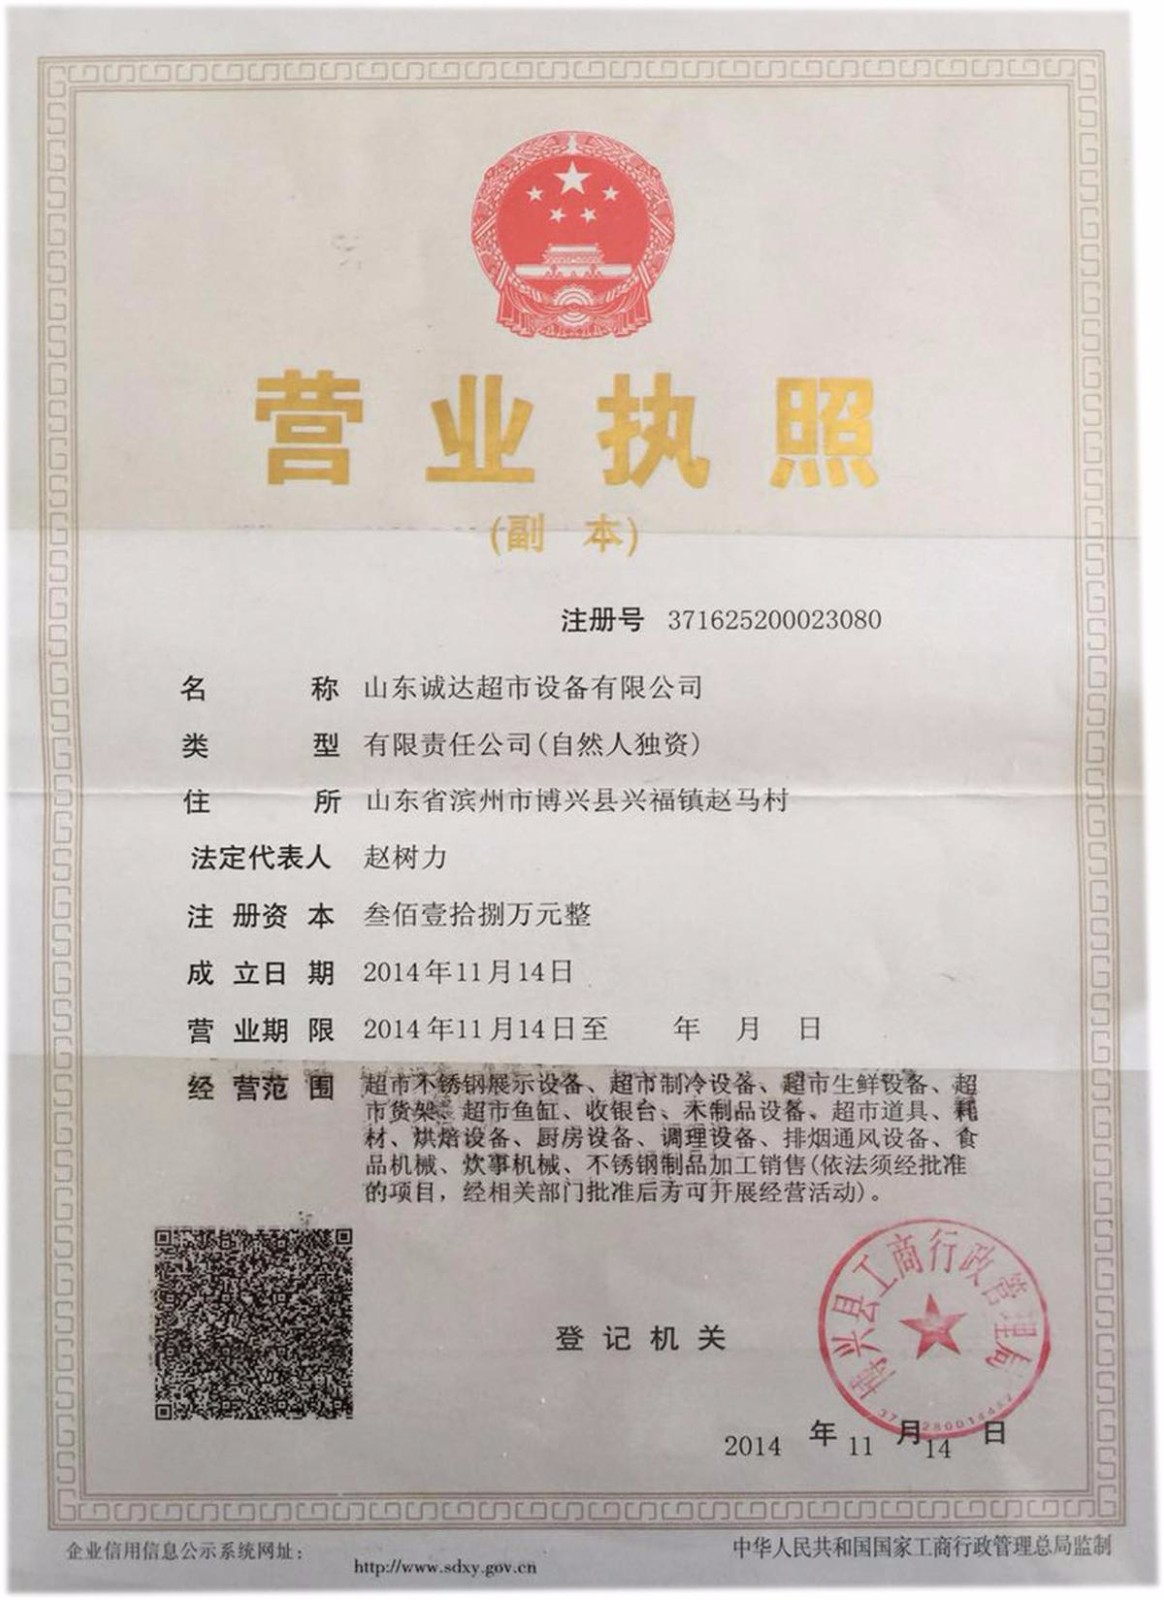 营业执照
(副 本)
注册号 371625200023080
名 称 山东诚达超市设备有限公司
类 型 有限责任公司(自然人独资)
住 所 山东省滨州市博兴县兴福镇赵马村
法定代表人 赵树力
注册资本 叁佰壹拾捌万元整
成立日期 2014年11月14日
营业期限 2014年11月14日至 年 月 日
经营范围 超市不锈钢展示设备、超市制冷设备、超市生鲜设备、超
市货架、超市鱼缸、收银台、木制品设备、超市道具、耗
材、烘焙设备、厨房设备、调理设备、排烟通风设备、食
品机械、炊事机械、不锈钢制品加工销售(依法须经批准
的项目，经相关部门批准后方可开展经营活动)。
博兴县工商行政管理局
登记机关
2014 年 11 月 14 日
企业信用信息公示系统网址：
http://www.sdxy.gov.cn
中华人民共和国国家工商行政管理总局监制